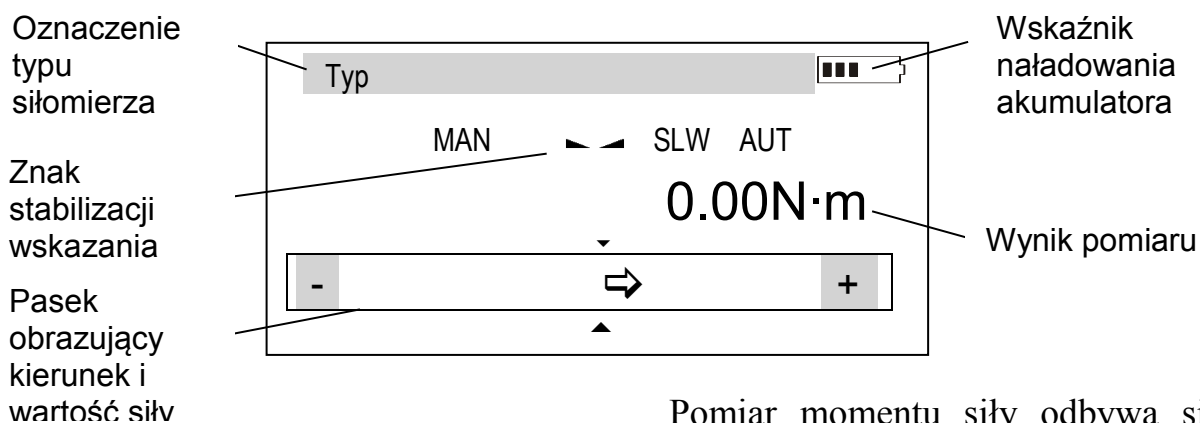 Oznaczenie
typu
siłomierza
Wskaźnik
naładowania
akumulatora
Typ
MAN SLW AUT
Znak
stabilizacji
wskazania
0.00N·m
Wynik pomiaru
- +
Pasek
obrazujący
kierunek i
wartość siły
Pomiar momentu siły odbywa